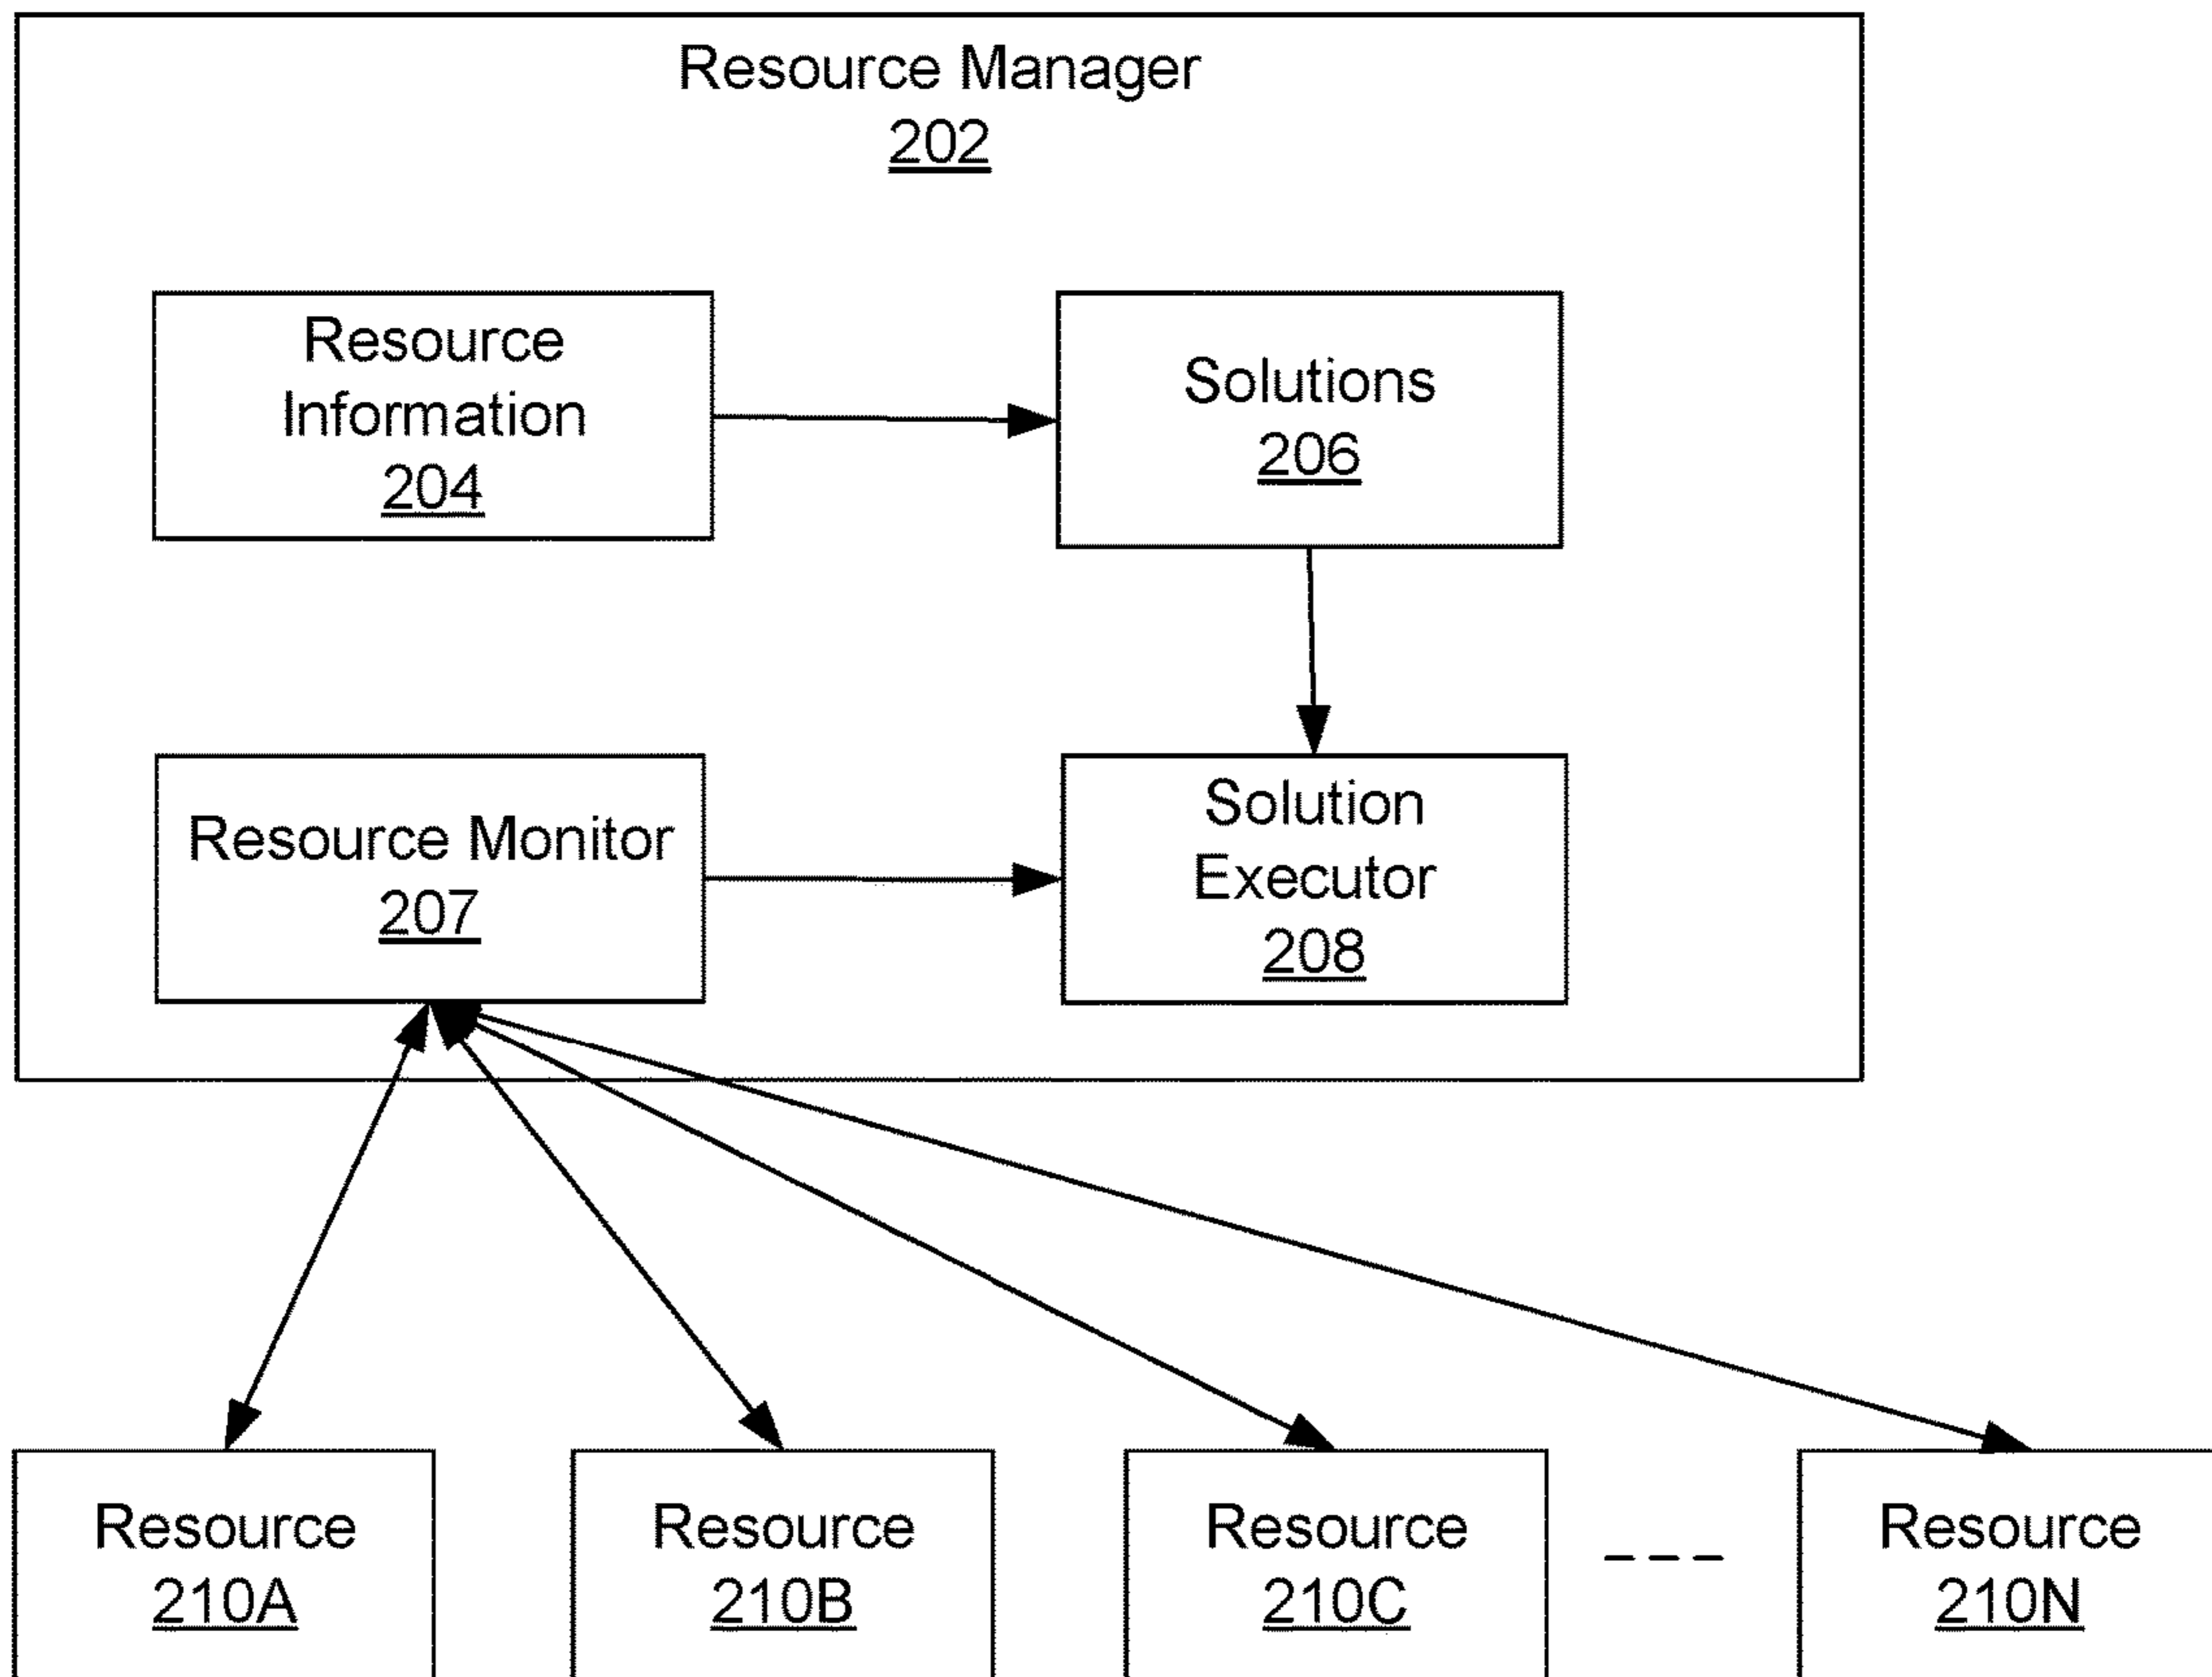 Resource Manager
202
Resource
Information
204
Solutions
206
Resource Monitor
207
Solution
Executor
208
Resource
210A
Resource
210B
Resource
210C
Resource
210N